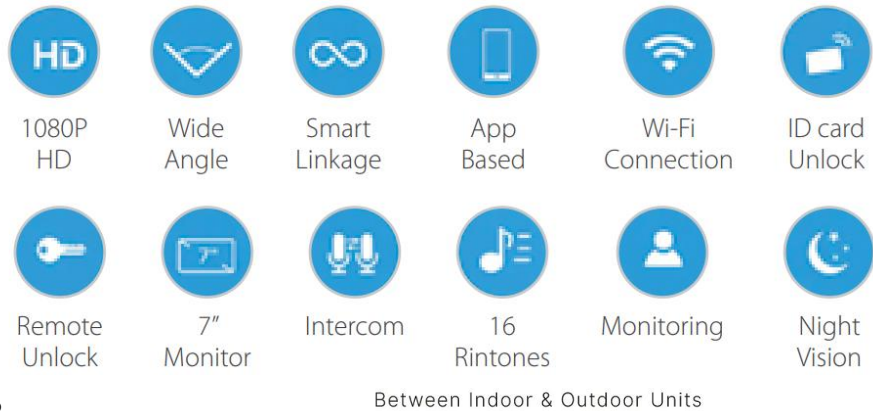 HD
1080P HD
Wide Angle
Smart Linkage
App Based
Wi-Fi Connection
ID card Unlock
7"
Remote Unlock
7" Monitor
Intercom
16 Rintones
Monitoring
Night Vision
Between Indoor & Outdoor Units